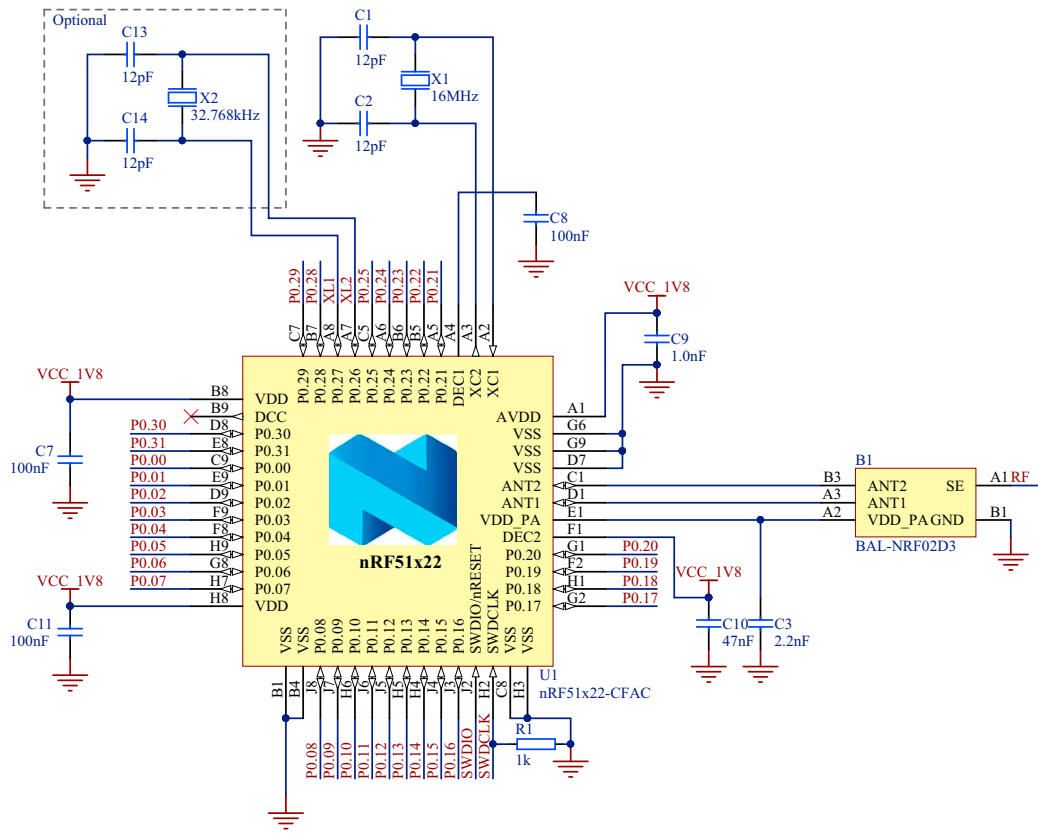 Optional
C13
12pF
X2
32.768kHz
C14
12pF
C1
12pF
X1
16MHz
C2
12pF
C8
100nF
P0.29
P0.28
XL1
XL2
P0.25
P0.24
P0.23
P0.22
P0.21
C7
B7
A8
A7
C5
A6
B6
B5
A5
A4
A3
A2
P0.29
P0.28
P0.27
P0.26
P0.25
P0.24
P0.23
P0.22
P0.21
DEC1
XC2
XC1
VCC_1V8
C9
1.0nF
VCC_1V8
C7
100nF
B8 VDD
B9 DCC
P0.30 D8 P0.30
P0.31 E8 P0.31
P0.00 C9 P0.00
P0.01 E9 P0.01
P0.02 D9 P0.02
P0.03 F9 P0.03
P0.04 F8 P0.04
P0.05 H9 P0.05
P0.06 G8 P0.06
P0.07 H7 P0.07
H8 VDD
VCC_1V8
C11
100nF
nRF51x22
AVDD A1
VSS G6
VSS G9
VSS D7
ANT2 C1
ANT1 D1
VDD_PA E1
DEC2 F1
P0.20 G1 P0.20
P0.19 F2 P0.19
P0.18 H1 P0.18
P0.17 G2 P0.17
B1
B3 ANT2 SE A1 RF
A3 ANT1
A2 VDD_PA GND B1
BAL-NRF02D3
VCC_1V8
C10
47nF
C3
2.2nF
VSS
VSS
P0.08
P0.09
P0.10
P0.11
P0.12
P0.13
P0.14
P0.15
P0.16
SWDIO/nRESET
SWDCLK
VSS
VSS
U1
nRF51x22-CFAC
B1
B4
J8
J7
H6
J6
J5
H5
H4
J4
J3
J2
H2
C8
H3
P0.08
P0.09
P0.10
P0.11
P0.12
P0.13
P0.14
P0.15
P0.16
SWDIO
SWDCLK
R1
1k